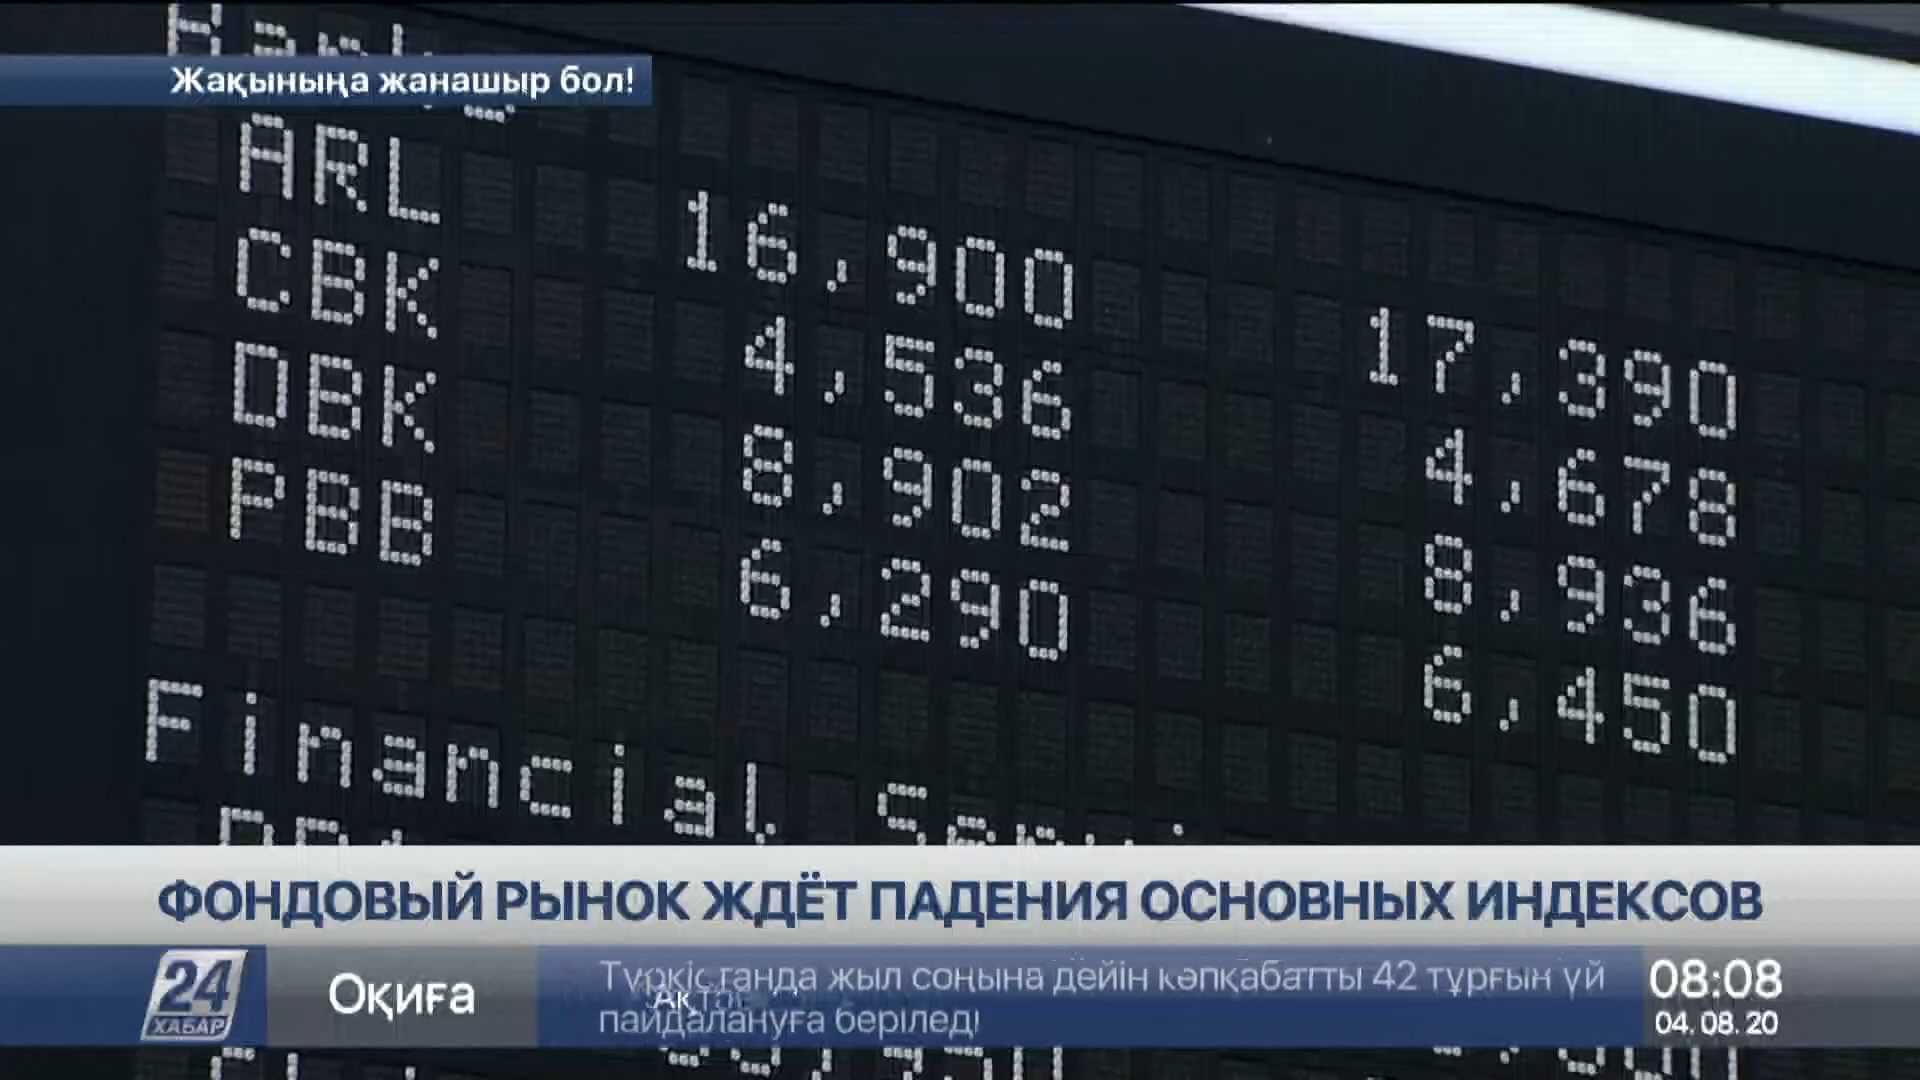 Banks
Жақыныңа жанашыр бол!
ARL 16,900 17,390
CBK 4,536 4,678
DBK 8,902 8,936
PBB 6,290 6,450
Financial Servi
ФОНДОВЫЙ РЫНОК ЖДЁТ ПАДЕНИЯ ОСНОВНЫХ ИНДЕКСОВ
24 ХАБАР
Оқиға
Түркістанда жыл соңына дейін көпқабатты 42 тұрғын үй
пайдалануға беріледі
08:08
04.08.20